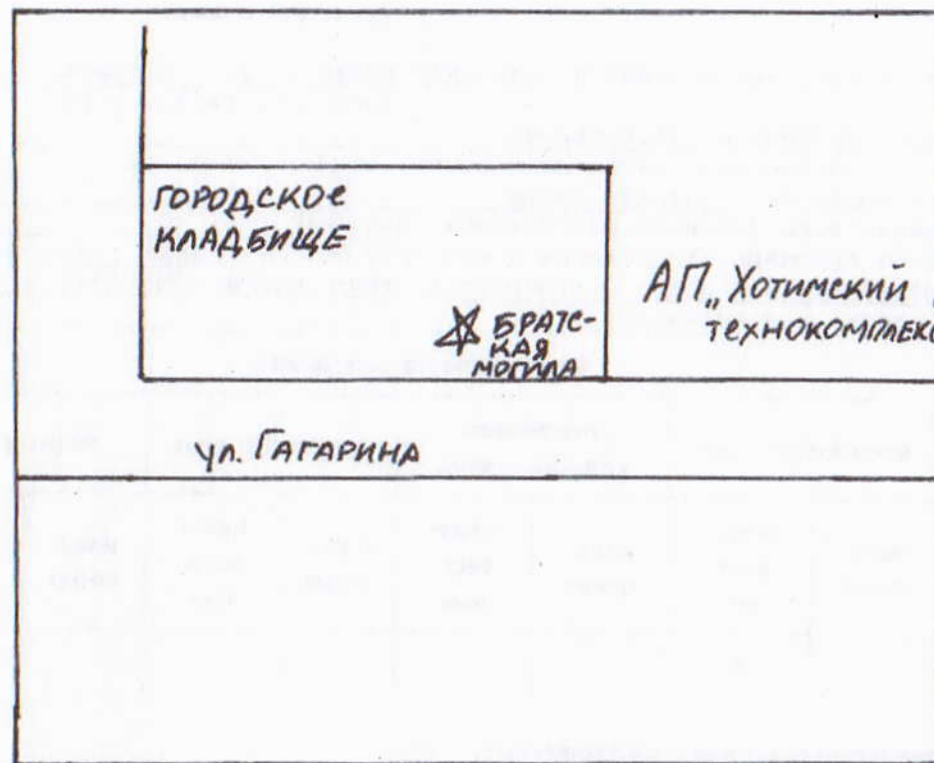 ГОРОДСКОЕ
КЛАДБИЩЕ
АП „Хотимский
ТЕХНОКОМПЛЕКС
БРАТС-
КАЯ
МОГИЛА
ул. ГАГАРИНА